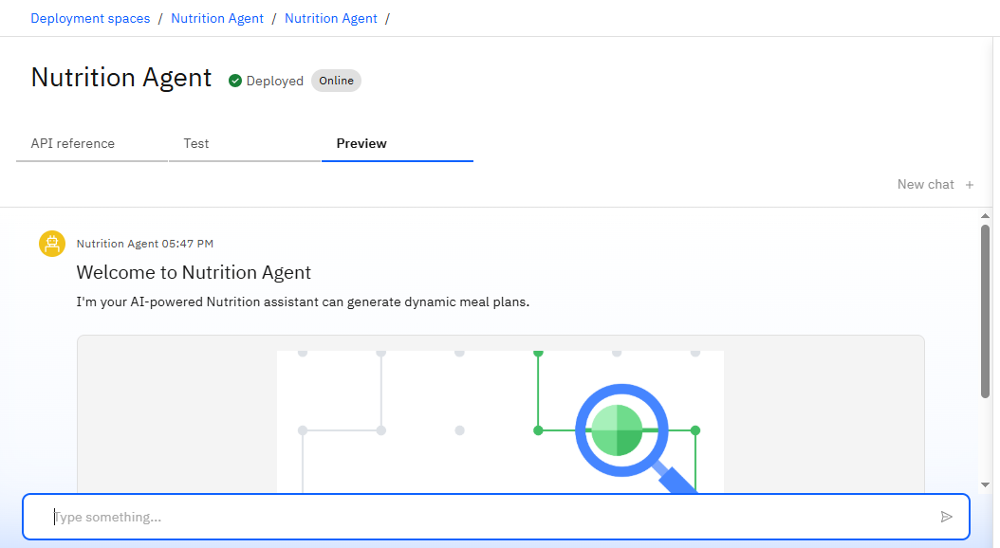 Deployment spaces / Nutrition Agent / Nutrition Agent /
Nutrition Agent Deployed Online
API reference Test Preview
New chat +
Nutrition Agent 05:47 PM
Welcome to Nutrition Agent
I'm your AI-powered Nutrition assistant can generate dynamic meal plans.
Type something...